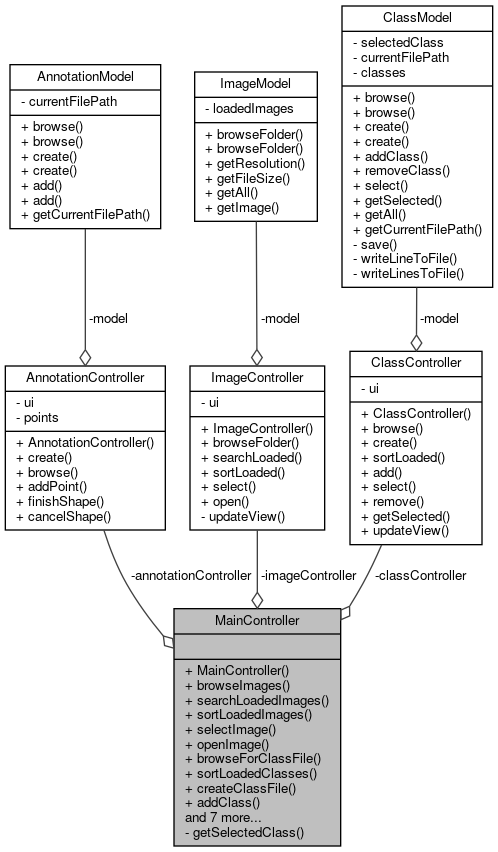 ClassModel
- selectedClass
- currentFilePath
- classes
+ browse()
+ browse()
+ create()
+ create()
+ addClass()
+ removeClass()
+ select()
+ getSelected()
+ getAll()
+ getCurrentFilePath()
- save()
- writeLineToFile()
- writeLinesToFile()
AnnotationModel
- currentFilePath
+ browse()
+ browse()
+ create()
+ create()
+ add()
+ add()
+ getCurrentFilePath()
ImageModel
- loadedImages
+ browseFolder()
+ browseFolder()
+ getResolution()
+ getFileSize()
+ getAll()
+ getImage()
-model
-model
-model
AnnotationController
- ui
- points
+ AnnotationController()
+ create()
+ browse()
+ addPoint()
+ finishShape()
+ cancelShape()
ImageController
- ui
+ ImageController()
+ browseFolder()
+ searchLoaded()
+ sortLoaded()
+ select()
+ open()
- updateView()
ClassController
- ui
+ ClassController()
+ browse()
+ create()
+ sortLoaded()
+ add()
+ select()
+ remove()
+ getSelected()
+ updateView()
-annotationController
-imageController
-classController
MainController
+ MainController()
+ browseImages()
+ searchLoadedImages()
+ sortLoadedImages()
+ selectImage()
+ openImage()
+ browseForClassFile()
+ sortLoadedClasses()
+ createClassFile()
+ addClass()
and 7 more...
- getSelectedClass()